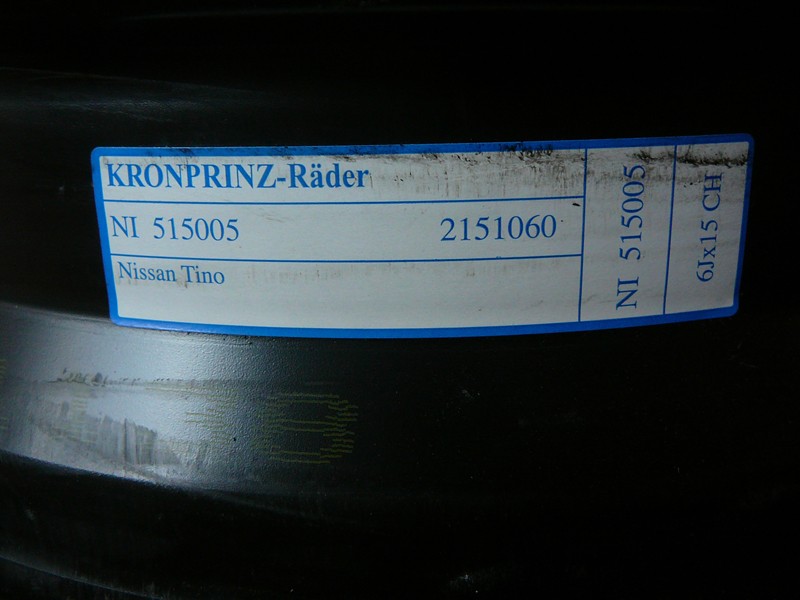 KRONPRINZ-Räder
NI 515005 2151060
Nissan Tino
NI 515005
6Jx15 CH